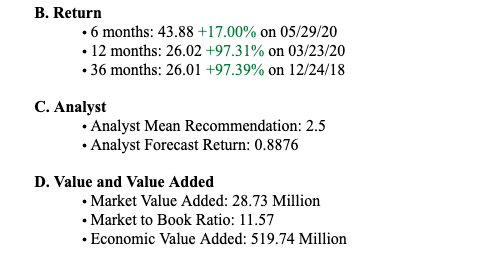 B. Return
• 6 months: 43.88 +17.00% on 05/29/20
• 12 months: 26.02 +97.31% on 03/23/20
• 36 months: 26.01 +97.39% on 12/24/18
C. Analyst
• Analyst Mean Recommendation: 2.5
• Analyst Forecast Return: 0.8876
D. Value and Value Added
• Market Value Added: 28.73 Million
• Market to Book Ratio: 11.57
• Economic Value Added: 519.74 Million